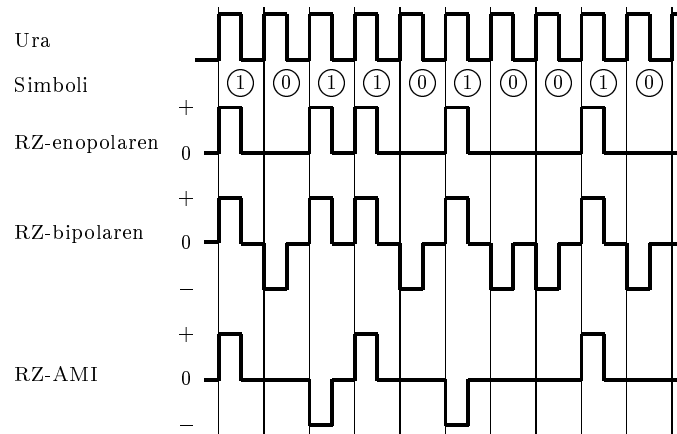 Ura
Simboli 1 0 1 1 0 1 0 0 1 0
+
RZ-enopolaren 0
+
RZ-bipolaren 0
−
+
RZ-AMI 0
−